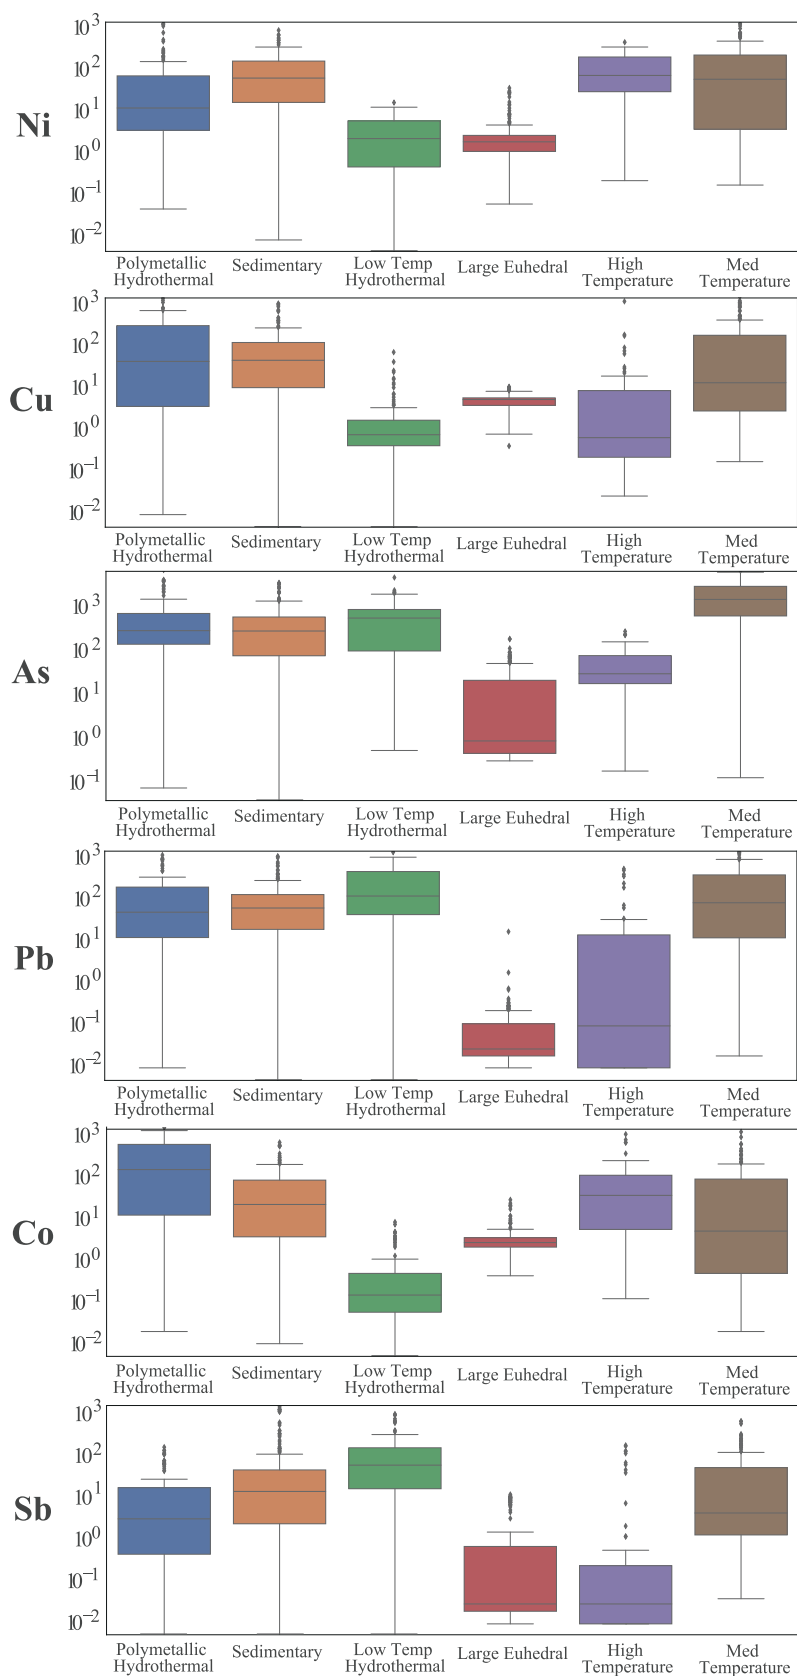 10³
10²
10¹
Ni
10⁰
10⁻¹
10⁻²
Polymetallic Hydrothermal
Sedimentary
Low Temp Hydrothermal
Large Euhedral
High Temperature
Med Temperature
10³
10²
10¹
Cu
10⁰
10⁻¹
10⁻²
Polymetallic Hydrothermal
Sedimentary
Low Temp Hydrothermal
Large Euhedral
High Temperature
Med Temperature
10³
10²
As
10¹
10⁰
10⁻¹
Polymetallic Hydrothermal
Sedimentary
Low Temp Hydrothermal
Large Euhedral
High Temperature
Med Temperature
10³
10²
10¹
Pb
10⁰
10⁻¹
10⁻²
Polymetallic Hydrothermal
Sedimentary
Low Temp Hydrothermal
Large Euhedral
High Temperature
Med Temperature
10³
10²
10¹
Co
10⁰
10⁻¹
10⁻²
Polymetallic Hydrothermal
Sedimentary
Low Temp Hydrothermal
Large Euhedral
High Temperature
Med Temperature
10³
10²
10¹
Sb
10⁰
10⁻¹
10⁻²
Polymetallic Hydrothermal
Sedimentary
Low Temp Hydrothermal
Large Euhedral
High Temperature
Med Temperature